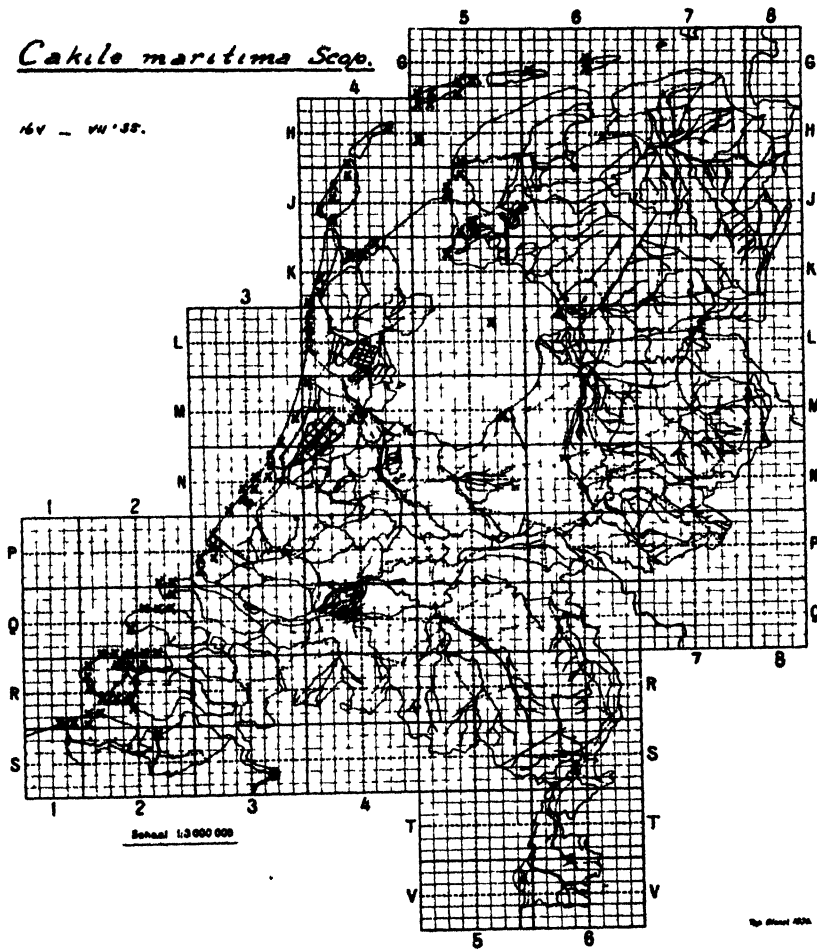 5 6 7 8
Cakile maritima Scop. G G
4
H H
J J
K K
3
L L
M M
N N
1 2
P P
Q Q
7 8
R R
S S
1 2 3 4
Schaal 1:3 000 000
T T
V V
5 6